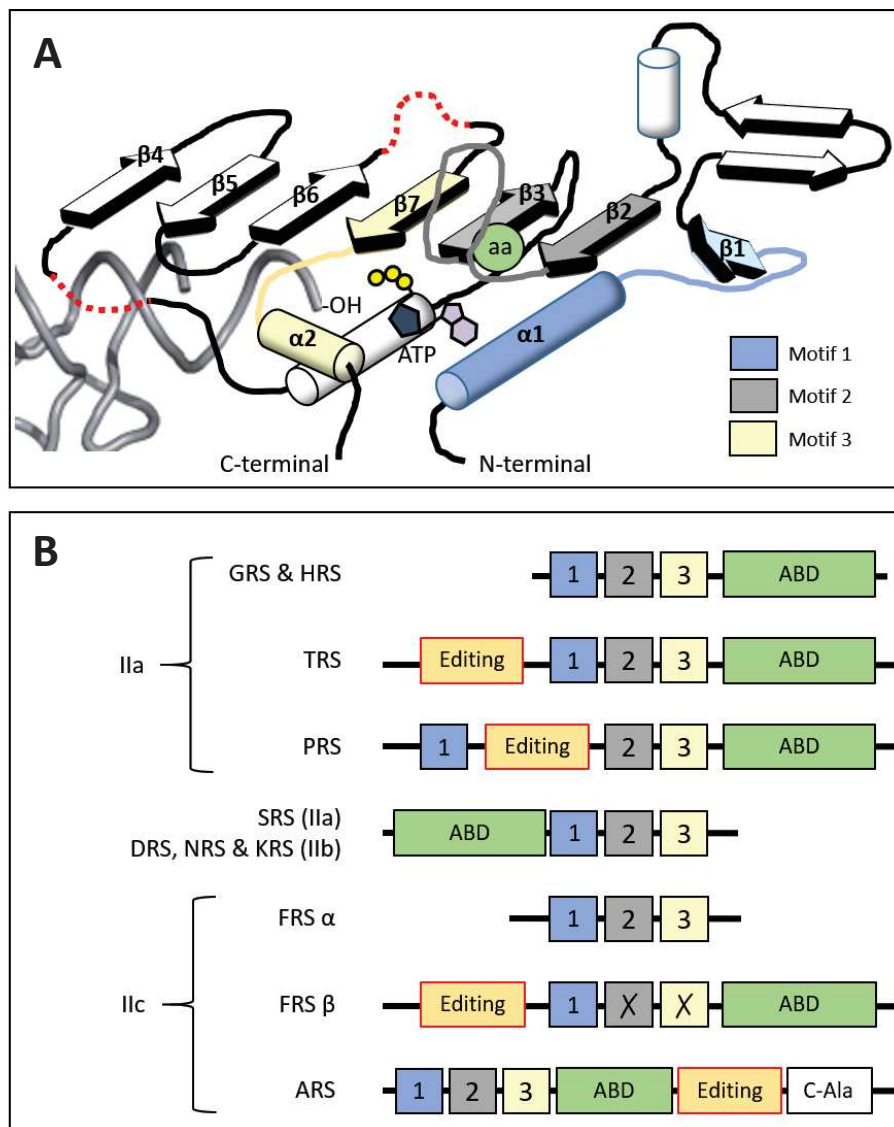 A
β4
β5
β6
β7
β3
β2
β1
aa
-OH
α2
ATP
α1
Motif 1
Motif 2
Motif 3
C-terminal
N-terminal
B
GRS & HRS
1 2 3 ABD
IIa
TRS
Editing 1 2 3 ABD
PRS
1 Editing 2 3 ABD
SRS (IIa)
DRS, NRS & KRS (IIb)
ABD 1 2 3
FRS α
1 2 3
IIc
FRS β
Editing 1 X X ABD
ARS
1 2 3 ABD Editing C-Ala